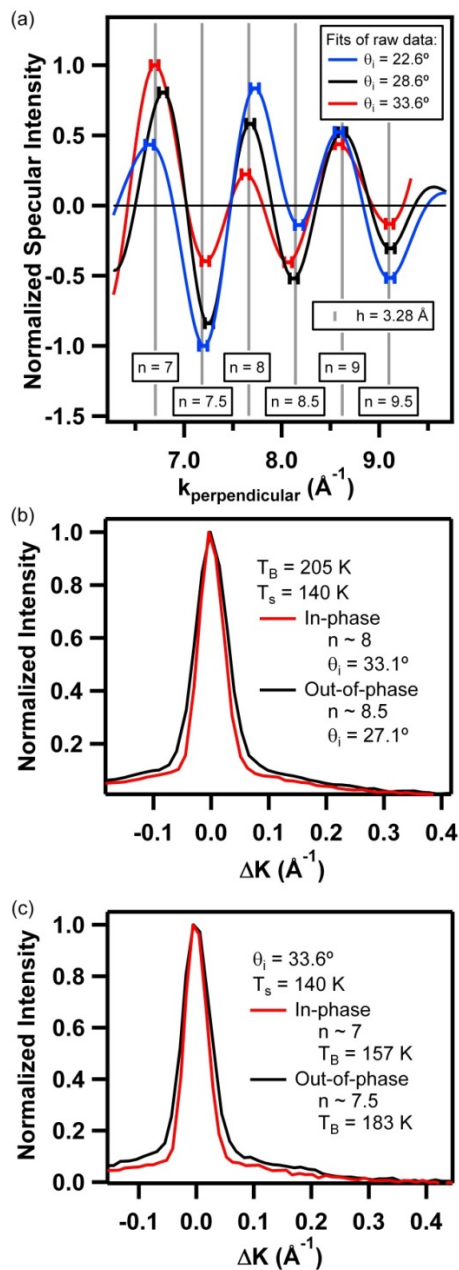 (a)
Fits of raw data:
θi = 22.6º
θi = 28.6º
θi = 33.6º
1.0
0.5
0.0
-0.5
-1.0
-1.5
Normalized Specular Intensity
h = 3.28 Å
n = 7
n = 8
n = 9
n = 7.5
n = 8.5
n = 9.5
7.0
8.0
9.0
kperpendicular (Å-1)
(b)
1.0
0.8
0.6
0.4
0.2
Normalized Intensity
TB = 205 K
Ts = 140 K
In-phase
n ~ 8
θi = 33.1º
Out-of-phase
n ~ 8.5
θi = 27.1º
-0.1
0.0
0.1
0.2
0.3
0.4
ΔK (Å-1)
(c)
1.0
0.8
0.6
0.4
0.2
0.0
Normalized Intensity
θi = 33.6º
Ts = 140 K
In-phase
n ~ 7
TB = 157 K
Out-of-phase
n ~ 7.5
TB = 183 K
-0.1
0.0
0.1
0.2
0.3
0.4
ΔK (Å-1)